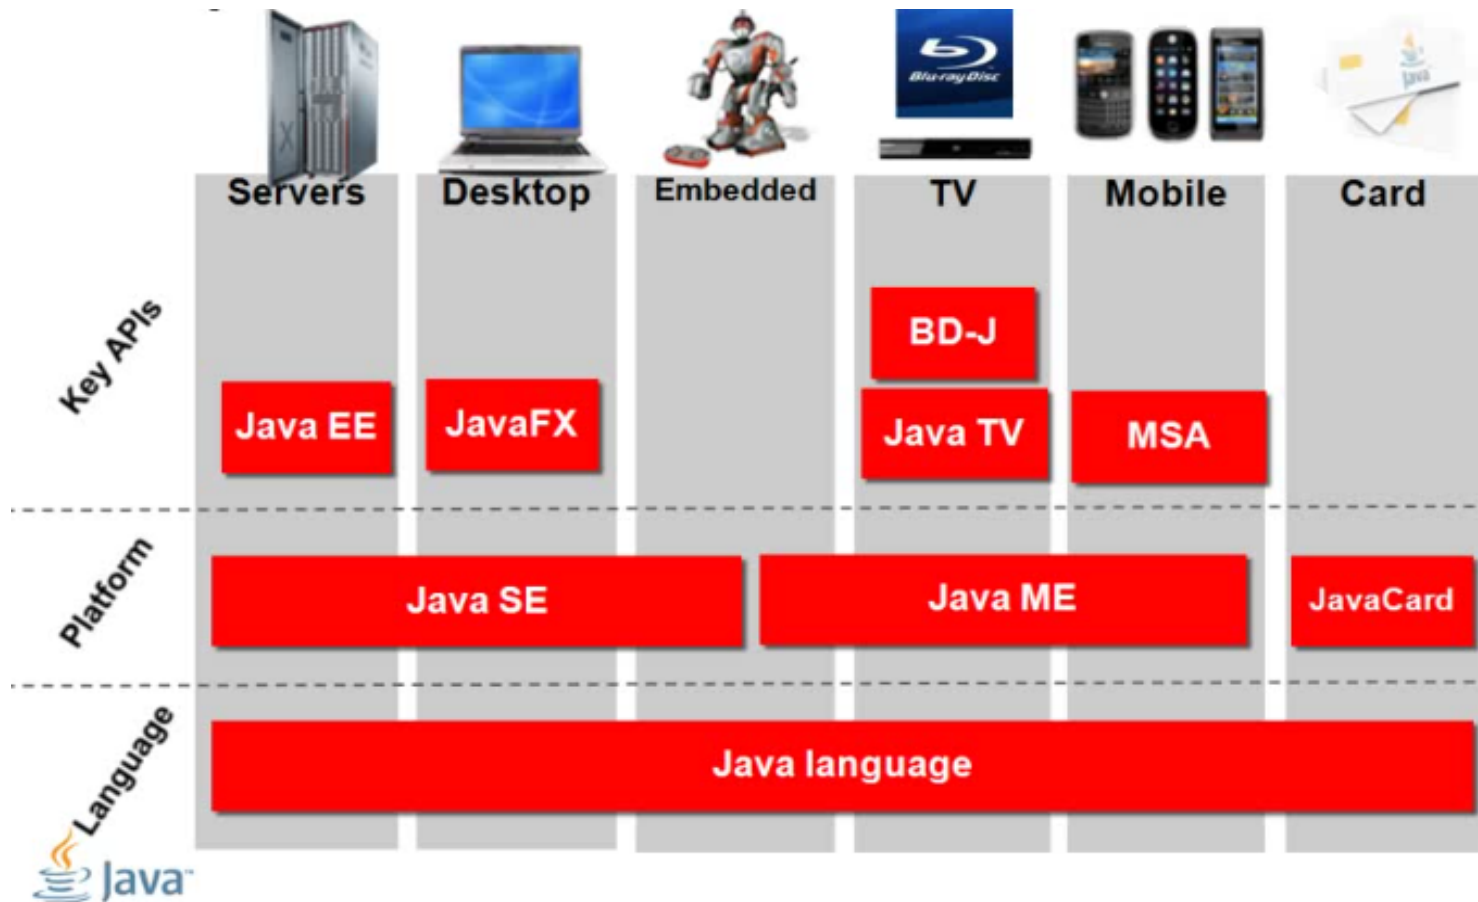 Blu-ray Disc
Java
Servers
Desktop
Embedded
TV
Mobile
Card
Key APIs
BD-J
Java EE
JavaFX
Java TV
MSA
Platform
Java SE
Java ME
JavaCard
Language
Java language
Java™